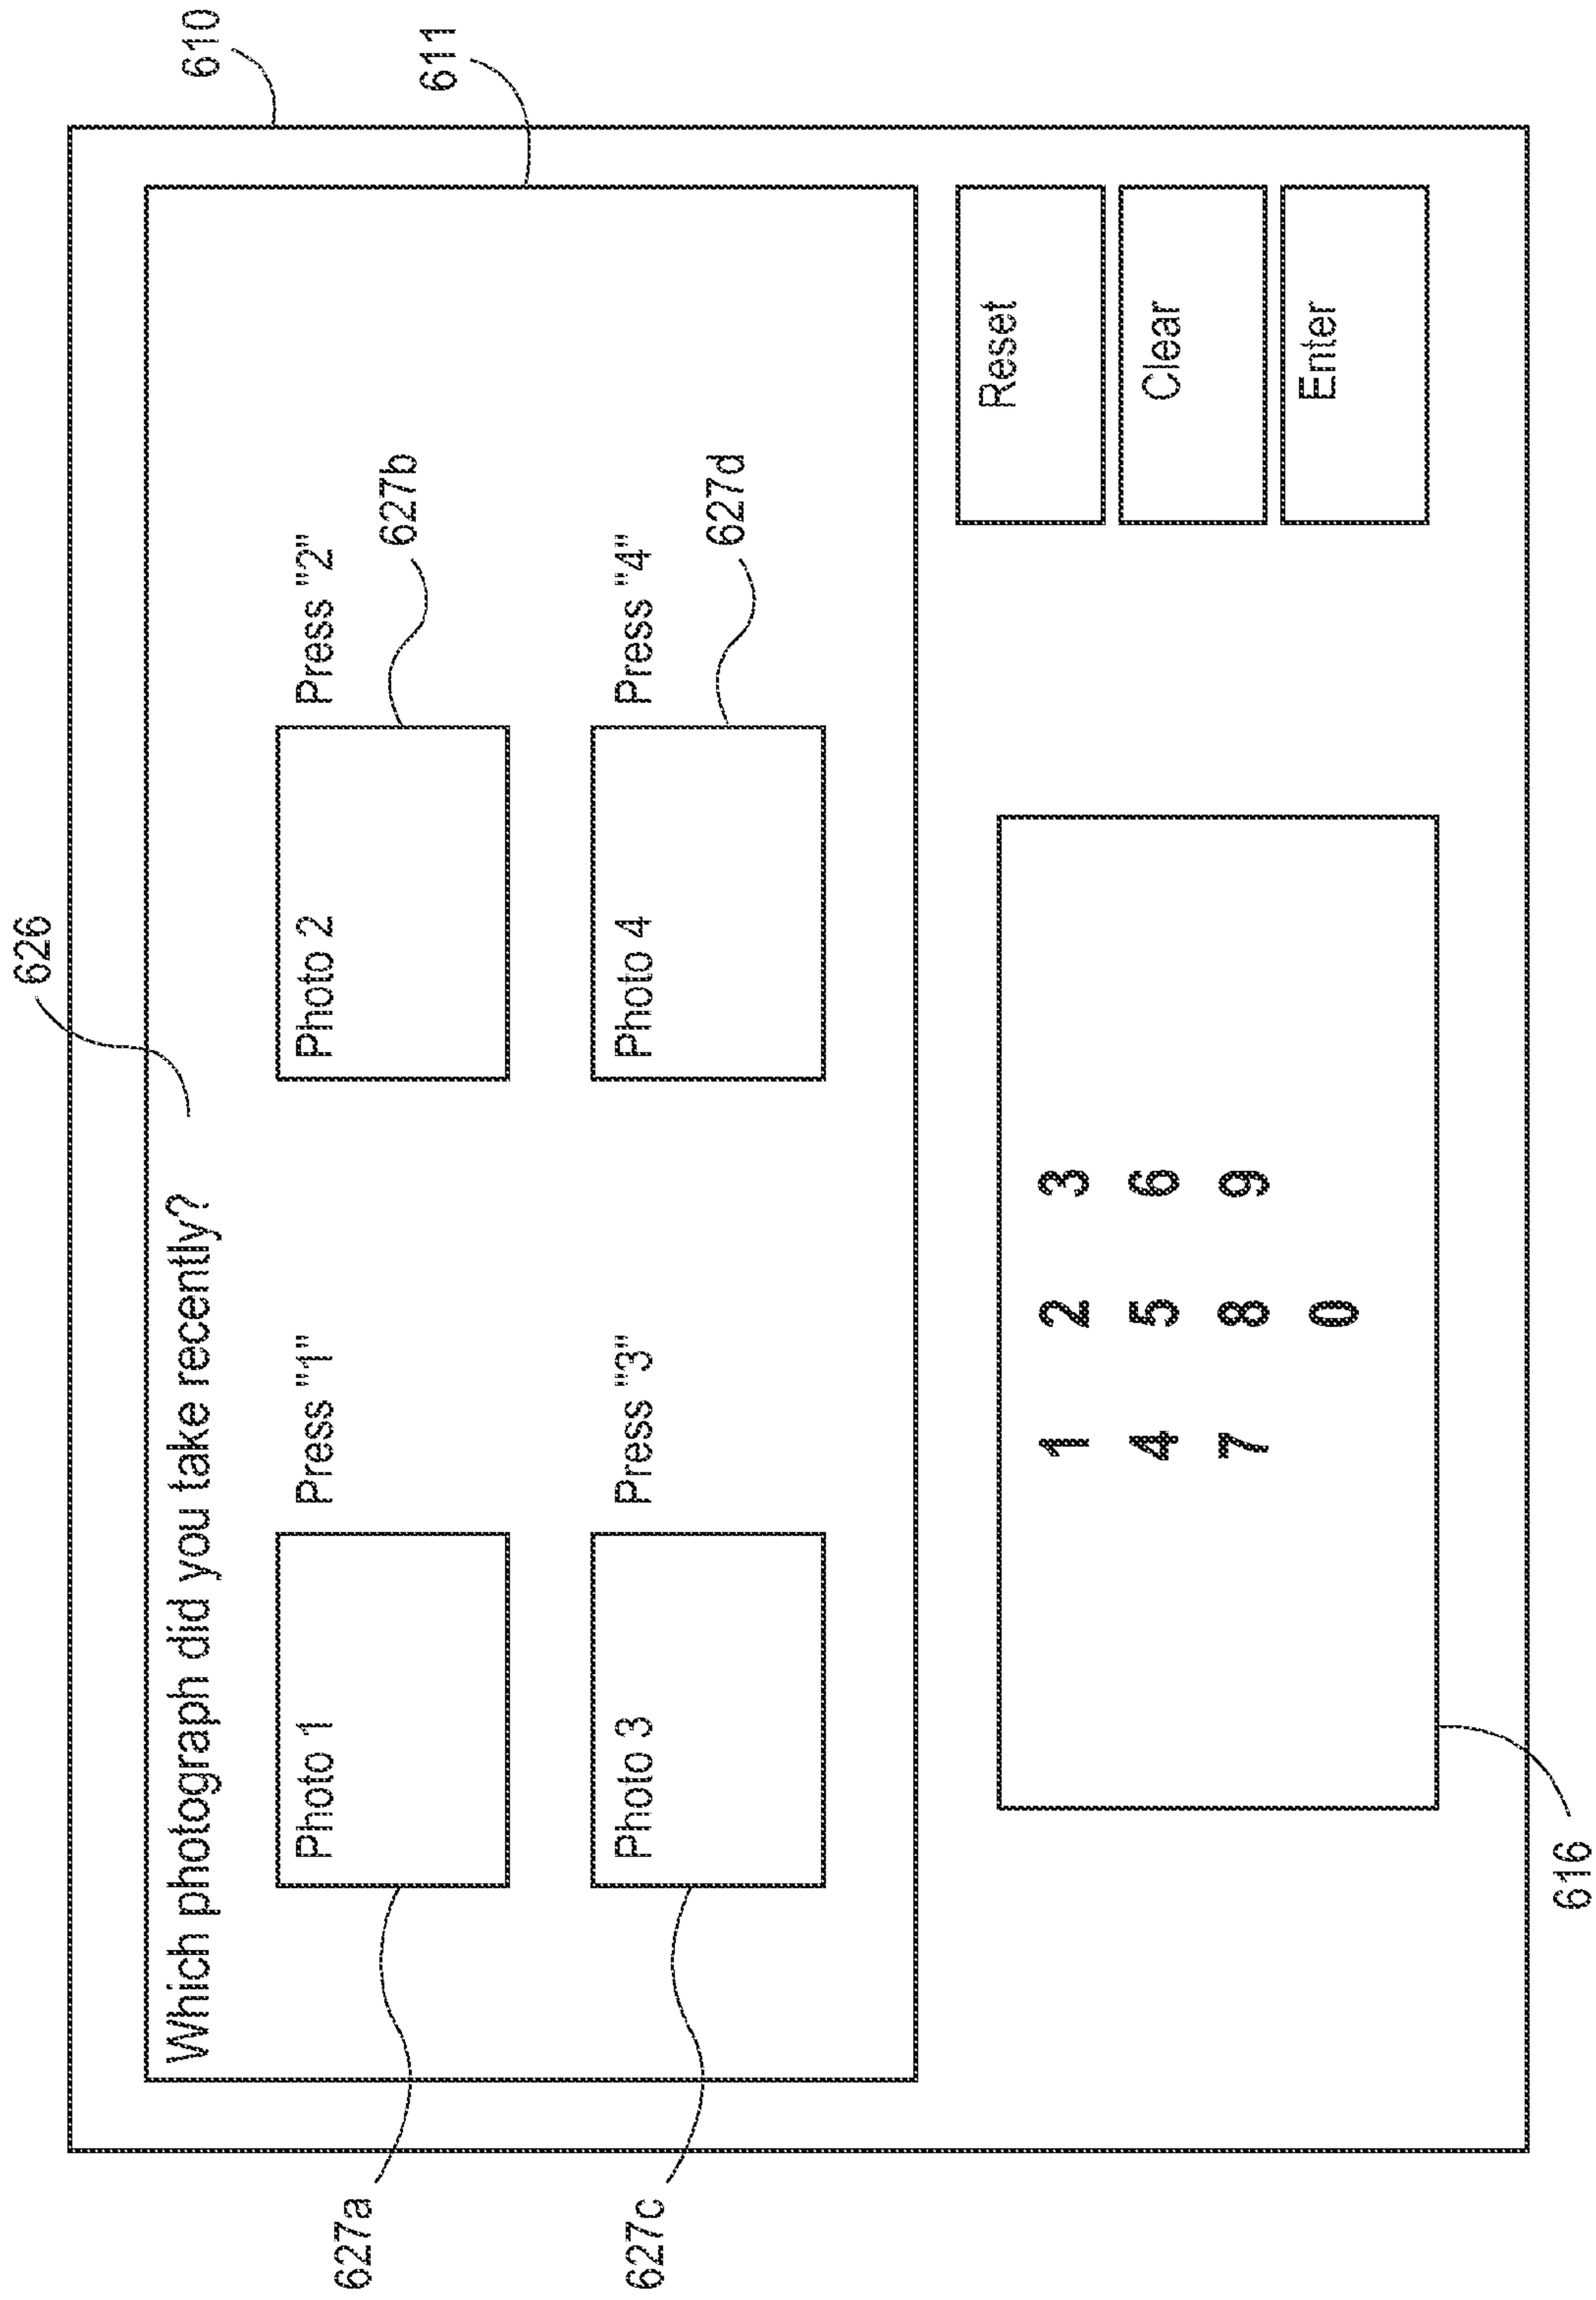 626
610
Which photograph did you take recently?
611
Photo 1
Press "1"
Photo 2
Press "2"
627a
627b
Photo 3
Press "3"
Photo 4
Press "4"
627c
627d
1 2 3
4 5 6
7 8 9
0
Reset
Clear
Enter
616